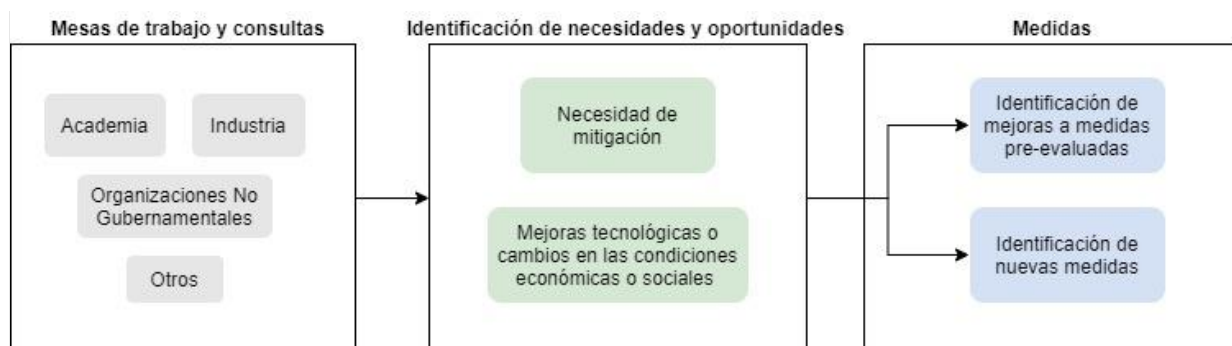 Mesas de trabajo y consultas
Academia
Industria
Organizaciones No
Gubernamentales
Otros
Identificación de necesidades y oportunidades
Necesidad de
mitigación
Mejoras tecnológicas o
cambios en las condiciones
económicas o sociales
Medidas
Identificación de
mejoras a medidas
pre-evaluadas
Identificación de
nuevas medidas